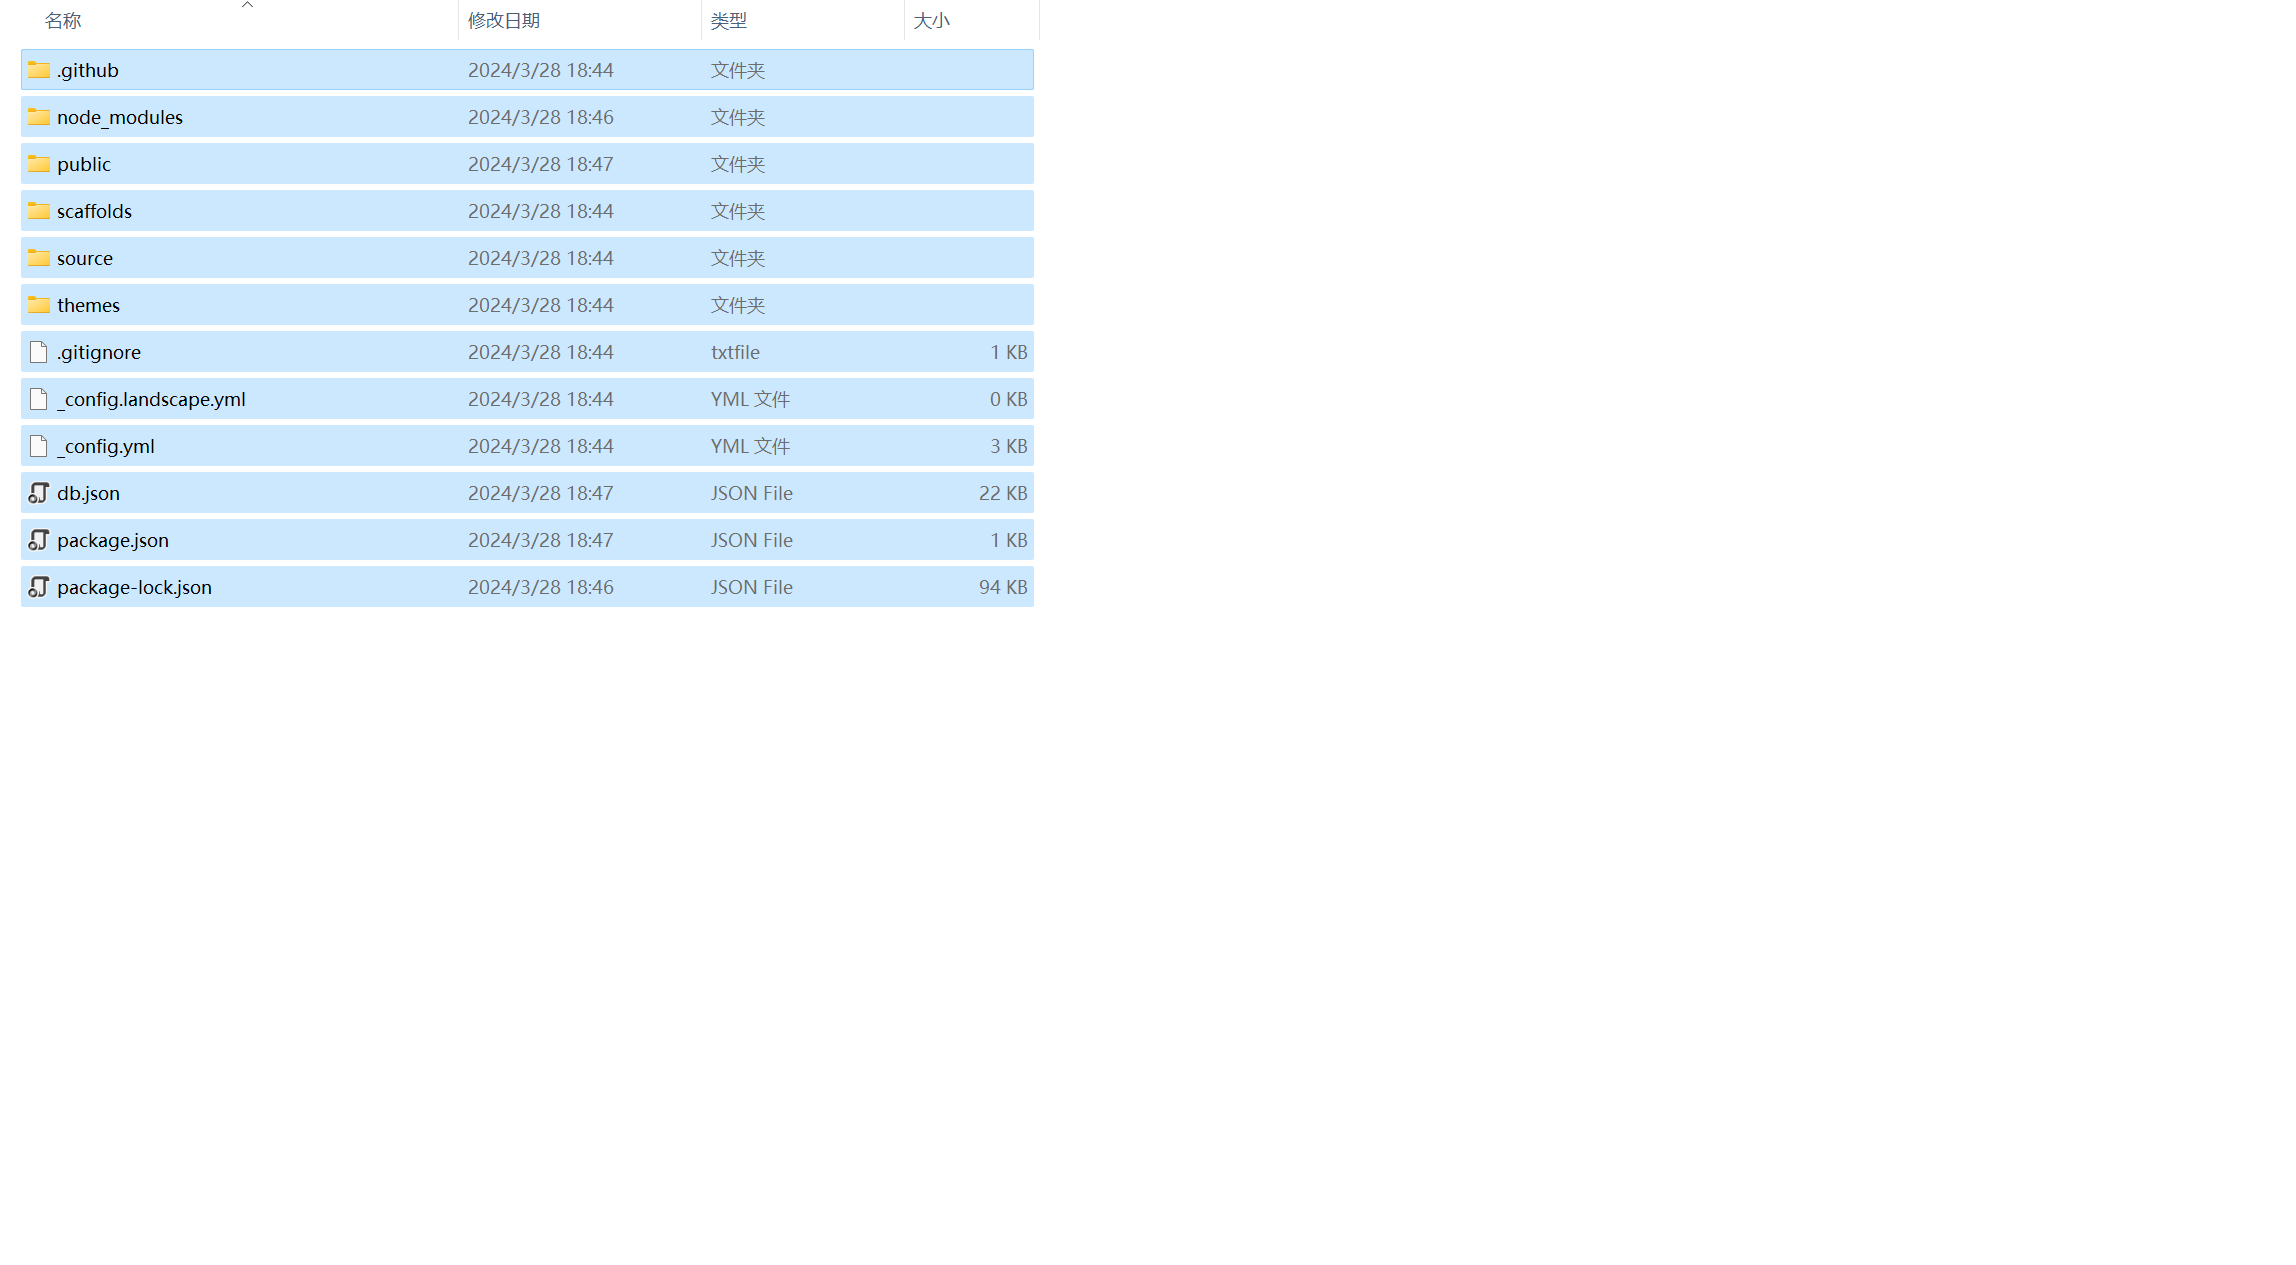 名称 修改日期 类型 大小
.github 2024/3/28 18:44 文件夹
node_modules 2024/3/28 18:46 文件夹
public 2024/3/28 18:47 文件夹
scaffolds 2024/3/28 18:44 文件夹
source 2024/3/28 18:44 文件夹
themes 2024/3/28 18:44 文件夹
.gitignore 2024/3/28 18:44 txtfile 1 KB
_config.landscape.yml 2024/3/28 18:44 YML 文件 0 KB
_config.yml 2024/3/28 18:44 YML 文件 3 KB
db.json 2024/3/28 18:47 JSON File 22 KB
package.json 2024/3/28 18:47 JSON File 1 KB
package-lock.json 2024/3/28 18:46 JSON File 94 KB